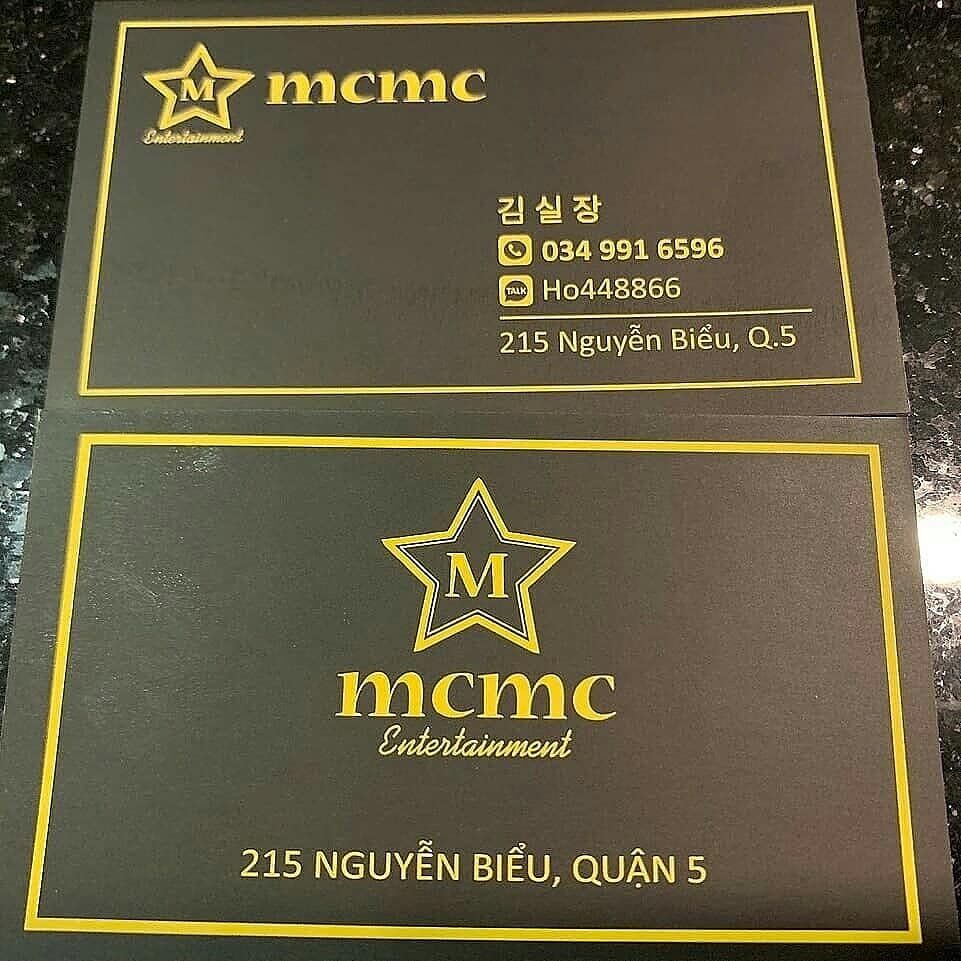 M
mcmc
Entertainment
김 실 장
034 991 6596
TALK Ho448866
215 Nguyễn Biểu, Q.5
M
mcmc
Entertainment
215 NGUYỄN BIỂU, QUẬN 5